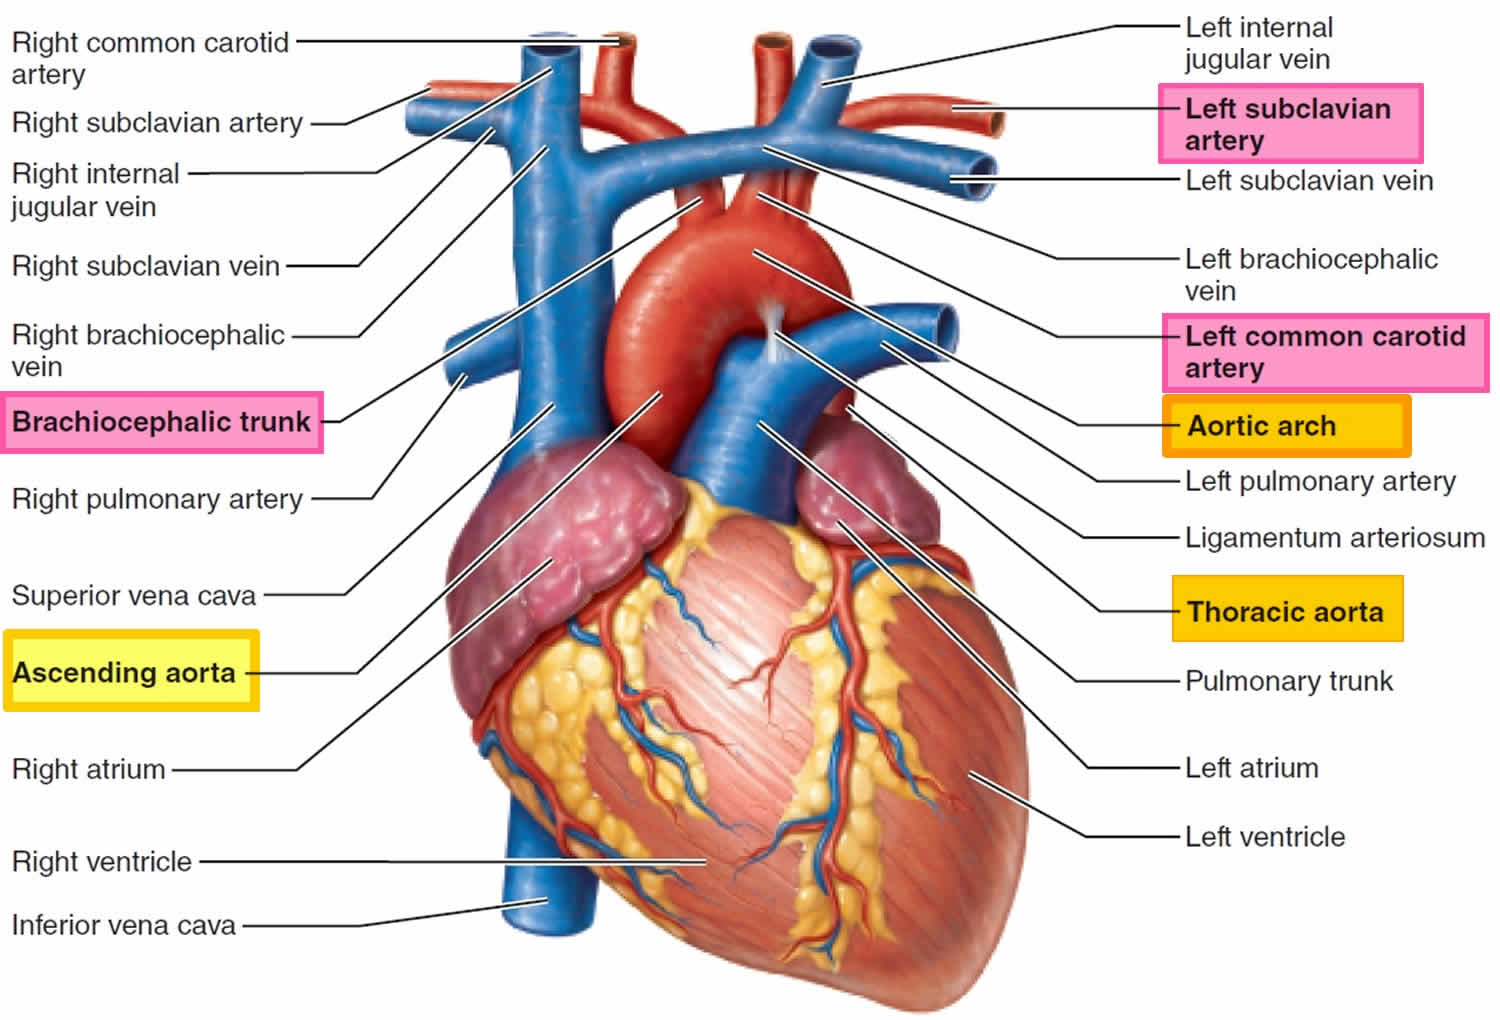 Right common carotid
artery
Right subclavian artery
Right internal
jugular vein
Right subclavian vein
Right brachiocephalic
vein
Brachiocephalic trunk
Right pulmonary artery
Superior vena cava
Ascending aorta
Right atrium
Right ventricle
Inferior vena cava
Left internal
jugular vein
Left subclavian
artery
Left subclavian vein
Left brachiocephalic
vein
Left common carotid
artery
Aortic arch
Left pulmonary artery
Ligamentum arteriosum
Thoracic aorta
Pulmonary trunk
Left atrium
Left ventricle